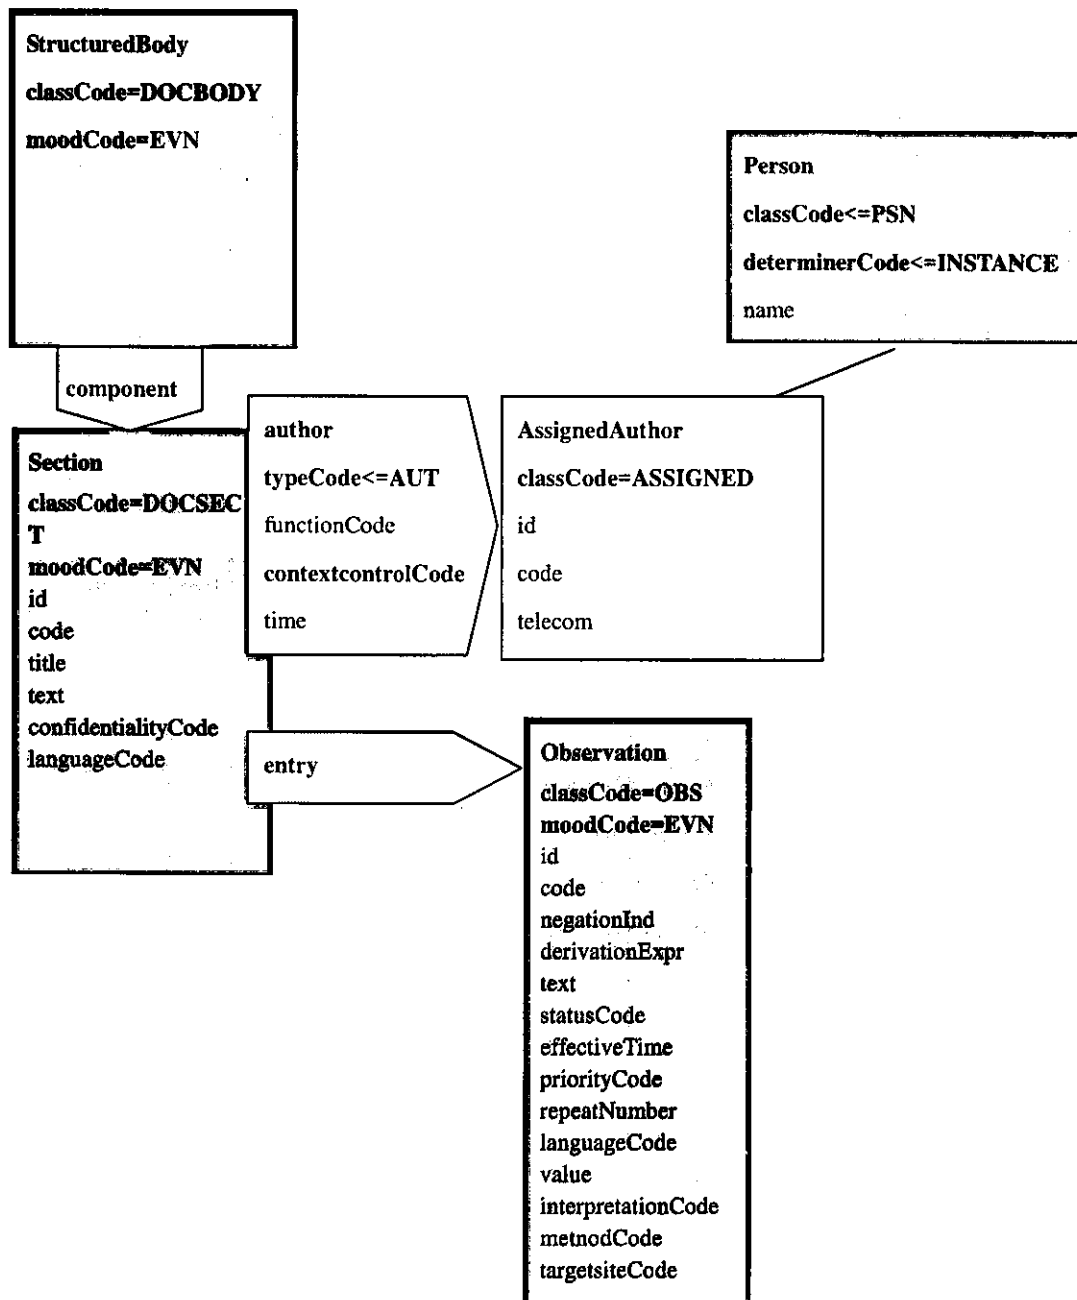 StructuredBody
classCode=DOCBODY
moodCode=EVN
Person
classCode<=PSN
determinerCode<=INSTANCE
name
component
Section
classCode=DOCSEC
T
moodCode=EVN
id
code
title
text
confidentialityCode
languageCode
author
typeCode<=AUT
functionCode
contextcontrolCode
time
AssignedAuthor
classCode=ASSIGNED
id
code
telecom
entry
Observation
classCode=OBS
moodCode=EVN
id
code
negationInd
derivationExpr
text
statusCode
effectiveTime
priorityCode
repeatNumber
languageCode
value
interpretationCode
metnodCode
targetsiteCode